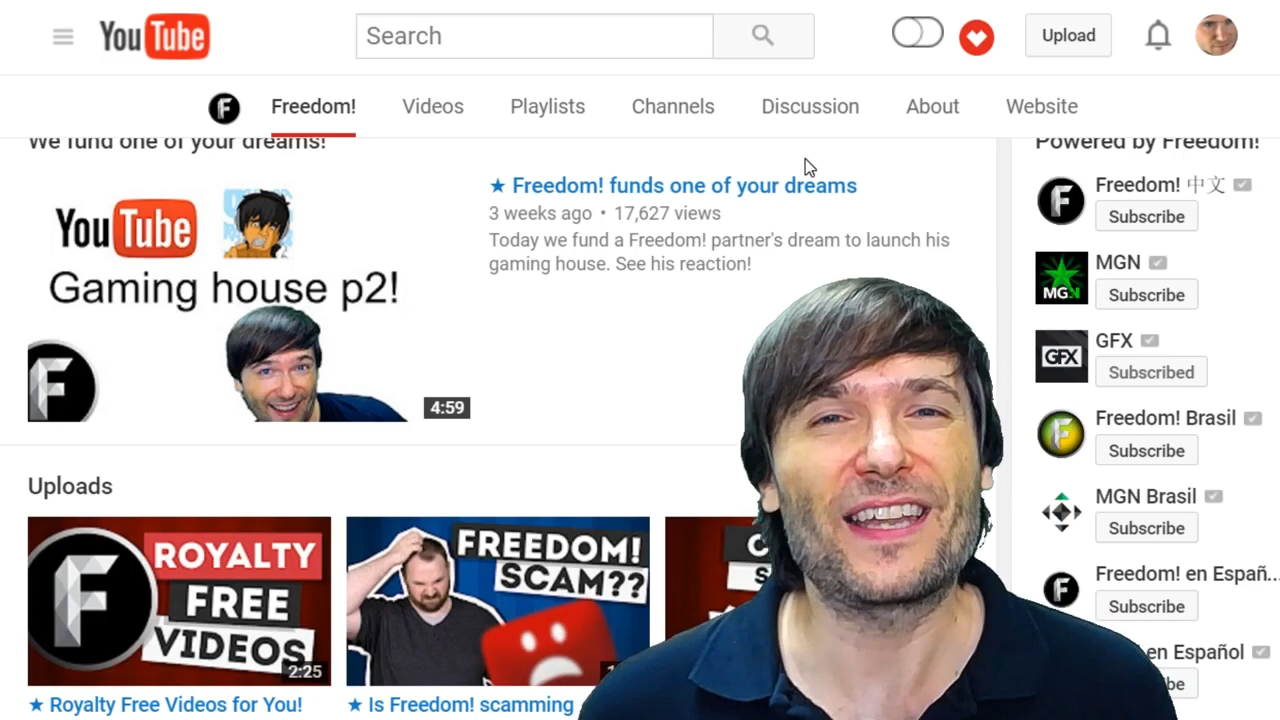 YouTube
Search
Upload
F
Freedom!
Videos
Playlists
Channels
Discussion
About
Website
We fund one of your dreams!
YouTube
Gaming house p2!
F
4:59
★ Freedom! funds one of your dreams
3 weeks ago • 17,627 views
Today we fund a Freedom! partner's dream to launch his
gaming house. See his reaction!
Uploads
F
ROYALTY
FREE
VIDEOS
2:25
★ Royalty Free Videos for You!
FREEDOM!
SCAM??
★ Is Freedom! scamming
Powered by Freedom!
F
Freedom! 中文
Subscribe
MGN
MGN
Subscribe
GFX
GFX
Subscribed
F
Freedom! Brasil
Subscribe
MGN Brasil
Subscribe
F
Freedom! en Españ...
Subscribe
en Español